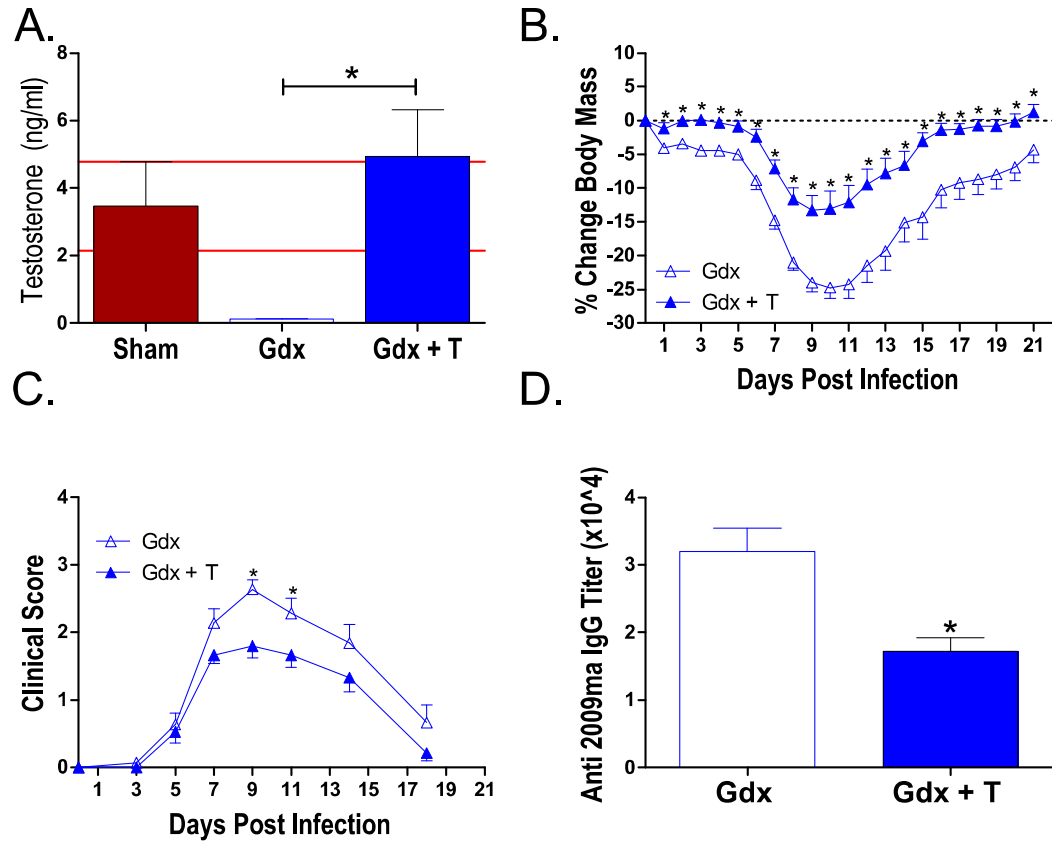 A.
Testosterone (ng/ml)
8
6
4
2
0
*
Sham Gdx Gdx + T
B.
% Change Body Mass
10
5
0
-5
-10
-15
-20
-25
-30
* * * * * * * * * * * * * * * * * * * * *
Gdx
Gdx + T
1 3 5 7 9 11 13 15 17 19 21
Days Post Infection
C.
Clinical Score
4
3
2
1
0
Gdx
Gdx + T
* *
1 3 5 7 9 11 13 15 17 19 21
Days Post Infection
D.
Anti 2009ma IgG Titer (x10^4)
4
3
2
1
0
*
Gdx Gdx + T